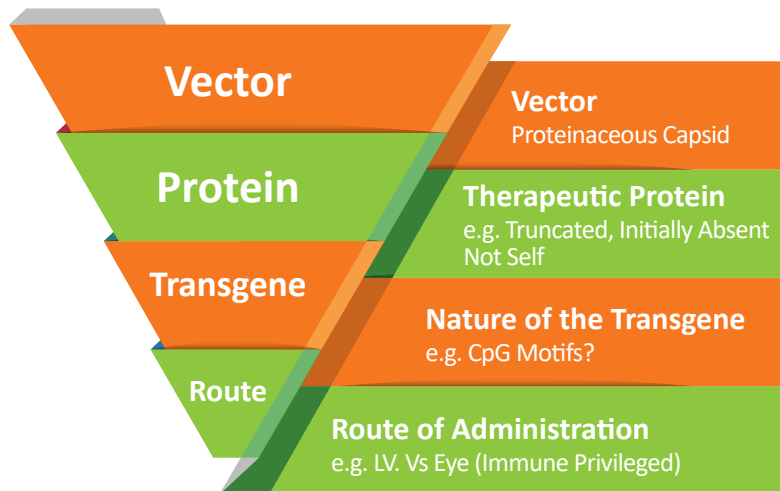 Vector
Vector
Proteinaceous Capsid
Protein
Therapeutic Protein
e.g. Truncated, Initially Absent
Not Self
Transgene
Nature of the Transgene
e.g. CpG Motifs?
Route
Route of Administration
e.g. LV. Vs Eye (Immune Privileged)